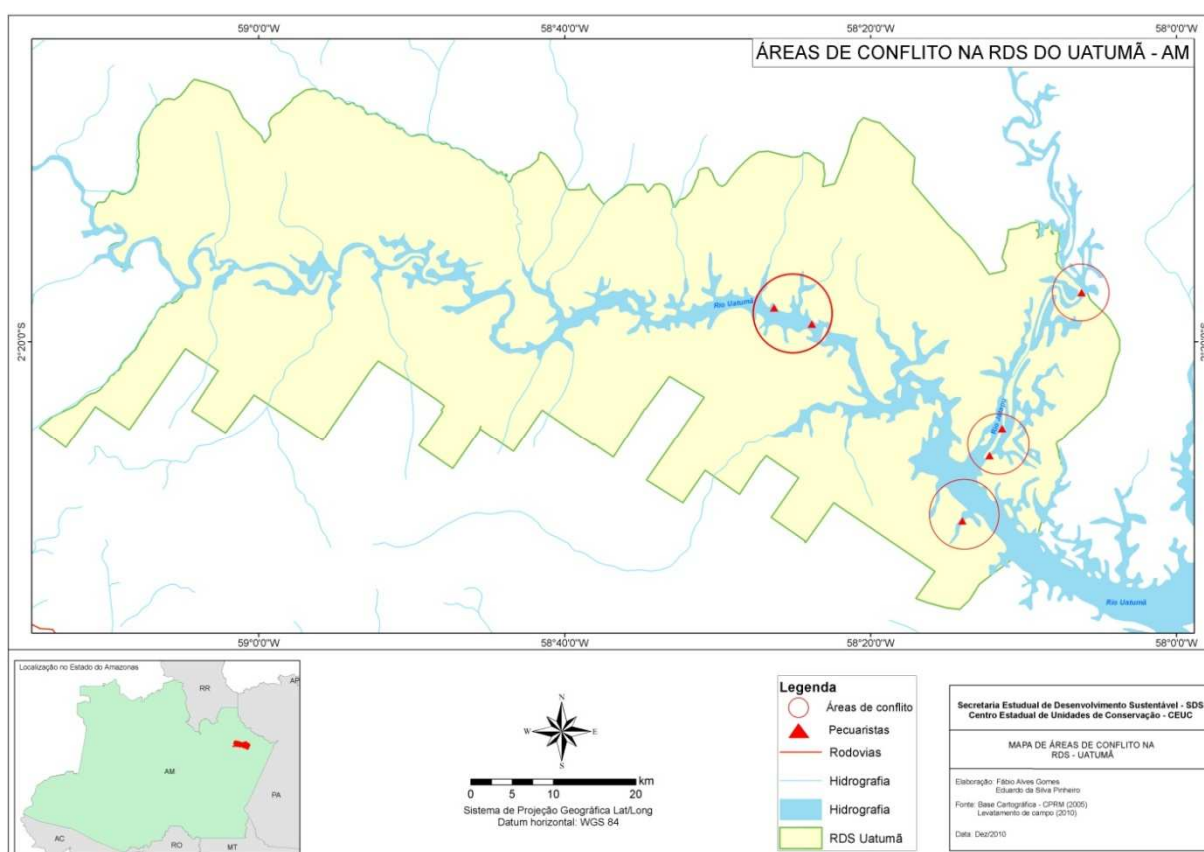 59°0'0"W 58°40'0"W 58°20'0"W 58°0'0"W
ÁREAS DE CONFLITO NA RDS DO UATUMÃ - AM
2°20'0"S
2°20'0"S
Rio Uatumã
Rio Uatumã
59°0'0"W 58°40'0"W 58°20'0"W 58°0'0"W
Localização no Estado do Amazonas
RR
AP
AM
PA
AC
RO
MT
N
W
E
S
0 5 10 20 km
Sistema de Projeção Geográfica Lat/Long
Datum horizontal: WGS 84
Legenda
Áreas de conflito
Pecuaristas
Rodovias
Hidrografia
Hidrografia
RDS Uatumã
Secretaria Estadual de Desenvolvimento Sustentável - SDS
Centro Estadual de Unidades de Conservação - CEUC
MAPA DE ÁREAS DE CONFLITO NA
RDS - UATUMÃ
Elaboração: Fábio Alves Gomes
Eduardo da Silva Pinheiro
Fonte: Base Cartográfica - CPRM (2005)
Levatamento de campo (2010)
Data: Dez/2010